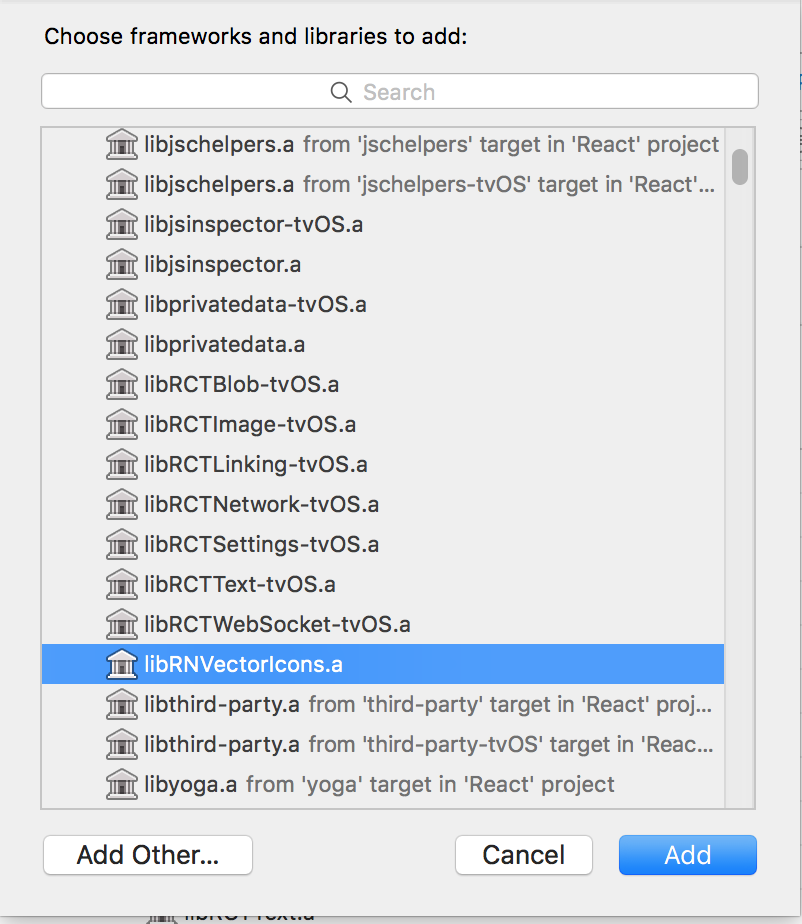 Choose frameworks and libraries to add:
Search
libjschelpers.a from 'jschelpers' target in 'React' project
libjschelpers.a from 'jschelpers-tvOS' target in 'React'...
libjsinspector-tvOS.a
libjsinspector.a
libprivatedata-tvOS.a
libprivatedata.a
libRCTBlob-tvOS.a
libRCTImage-tvOS.a
libRCTLinking-tvOS.a
libRCTNetwork-tvOS.a
libRCTSettings-tvOS.a
libRCTText-tvOS.a
libRCTWebSocket-tvOS.a
libRNVectorIcons.a
libthird-party.a from 'third-party' target in 'React' proj...
libthird-party.a from 'third-party-tvOS' target in 'Reac...
libyoga.a from 'yoga' target in 'React' project
Add Other... Cancel Add
libRCTText.a